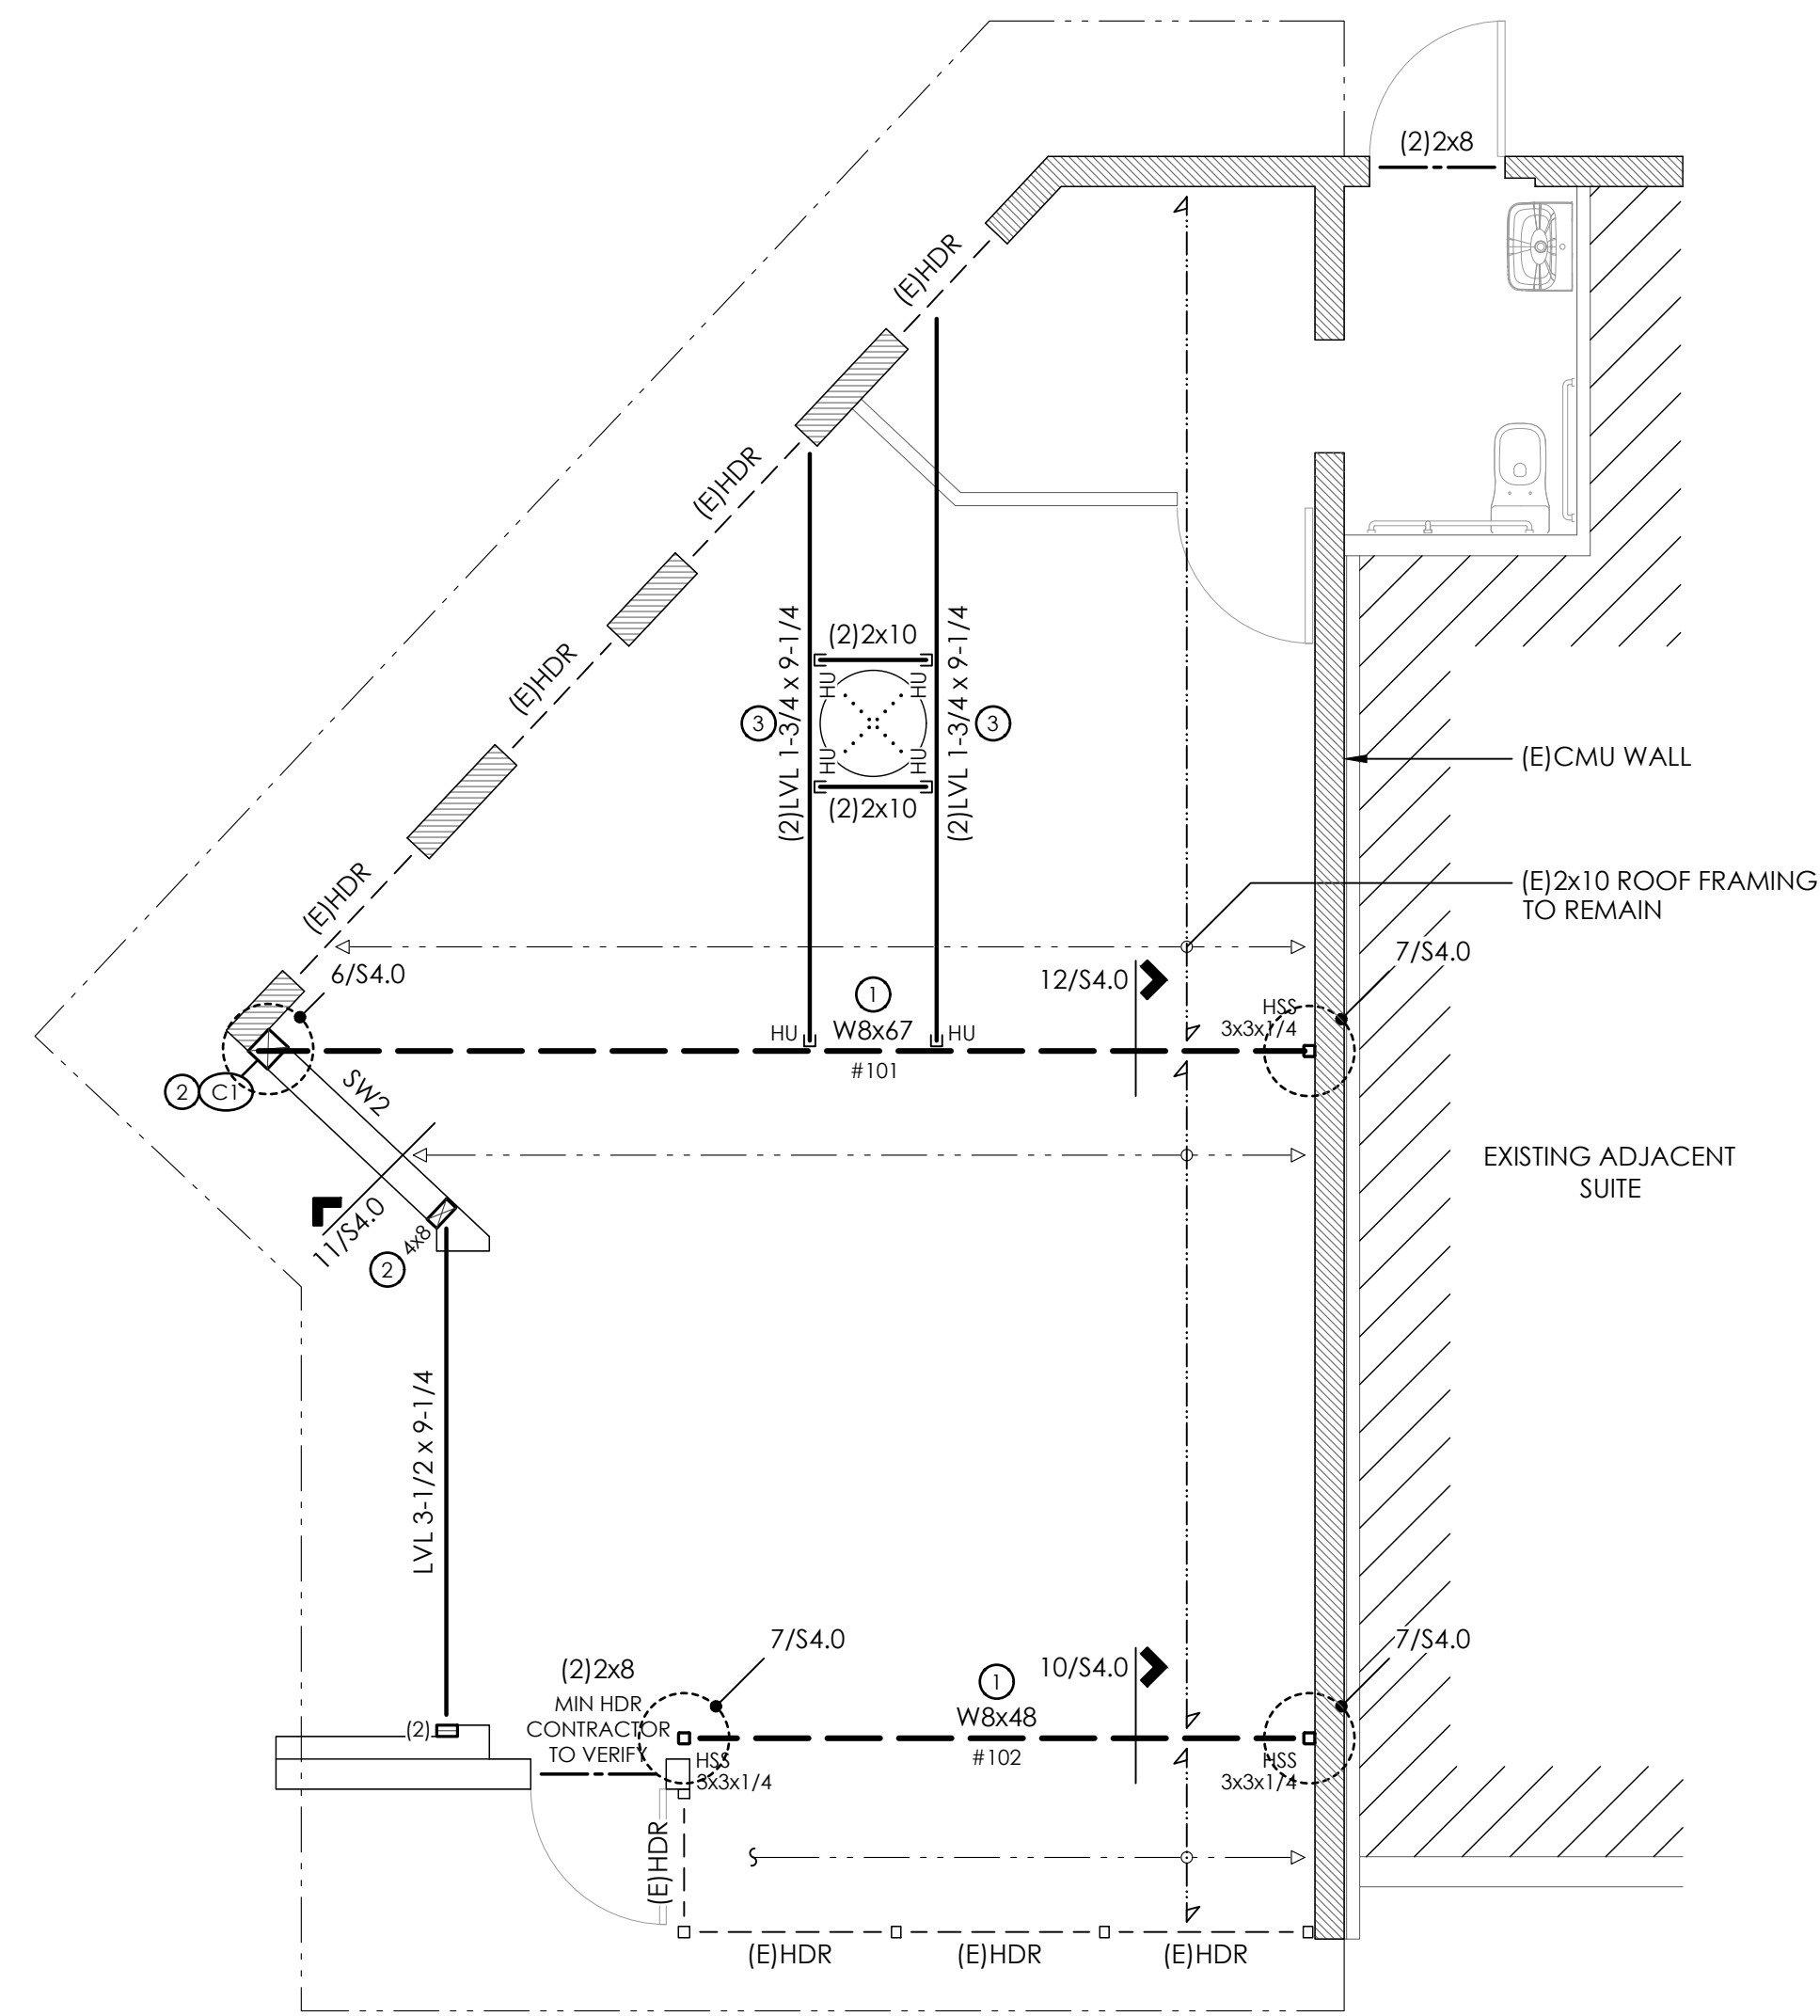 (2)2x8
(E)HDR
(E)HDR
(E)HDR
(E)HDR
(2)LVL 1-3/4 x 9-1/4
(2)2x10
(2)LVL 1-3/4 x 9-1/4
HU
HU
3
3
HU
HU
(2)2x10
(E)CMU WALL
(E)2x10 ROOF FRAMING
TO REMAIN
6/S4.0
12/S4.0
7/S4.0
1
HU
W8x67
HU
#101
HSS
3x3x1/4
2
C1
SW2
11/S4.0
2
4x8
EXISTING ADJACENT
SUITE
LVL 3-1/2 x 9-1/4
(2)
(2)2x8
MIN HDR
CONTRACTOR
TO VERIFY
7/S4.0
1
W8x48
#102
10/S4.0
7/S4.0
HSS
3x3x1/4
HSS
3x3x1/4
(E)HDR
(E)HDR
(E)HDR
(E)HDR